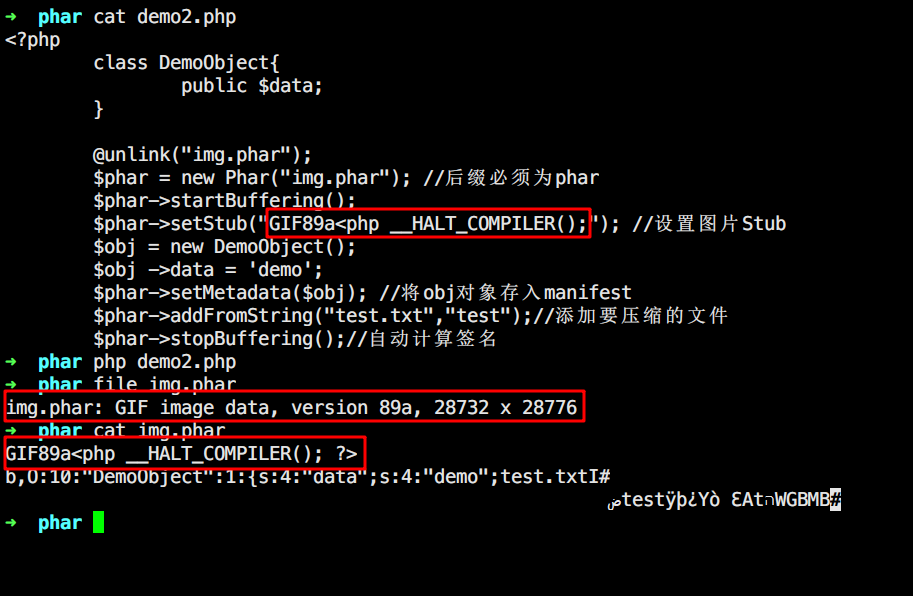 ➜ phar cat demo2.php
<?php
class DemoObject{
public $data;
}
@unlink("img.phar");
$phar = new Phar("img.phar"); //后缀必须为phar
$phar->startBuffering();
$phar->setStub("GIF89a<php __HALT_COMPILER();"); //设置图片Stub
$obj = new DemoObject();
$obj ->data = 'demo';
$phar->setMetadata($obj); //将obj对象存入manifest
$phar->addFromString("test.txt","test");//添加要压缩的文件
$phar->stopBuffering();//自动计算签名
➜ phar php demo2.php
➜ phar file img.phar
img.phar: GIF image data, version 89a, 28732 x 28776
➜ phar cat img.phar
GIF89a<php __HALT_COMPILER(); ?>
b,O:10:"DemoObject":1:{s:4:"data";s:4:"demo";test.txtI#
testÿþ¿Yò ƐAtהWGBMB#
➜ phar